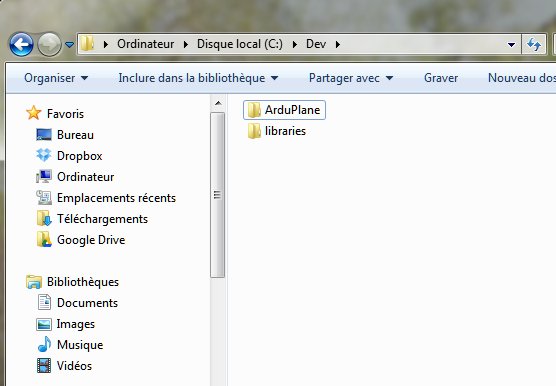 Ordinateur Disque local (C:) Dev
Organiser Inclure dans la bibliothèque Partager avec Graver Nouveau dos
Favoris
Bureau
Dropbox
Ordinateur
Emplacements récents
Téléchargements
Google Drive
Bibliothèques
Documents
Images
Musique
Vidéos
ArduPlane
libraries